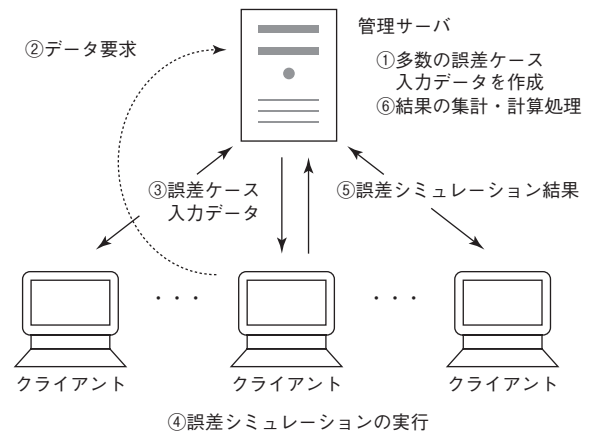 管理サーバ
②データ要求
①多数の誤差ケース
入力データを作成
⑥結果の集計・計算処理
③誤差ケース
入力データ
⑤誤差シミュレーション結果
・・・
・・・
クライアント
クライアント
クライアント
④誤差シミュレーションの実行